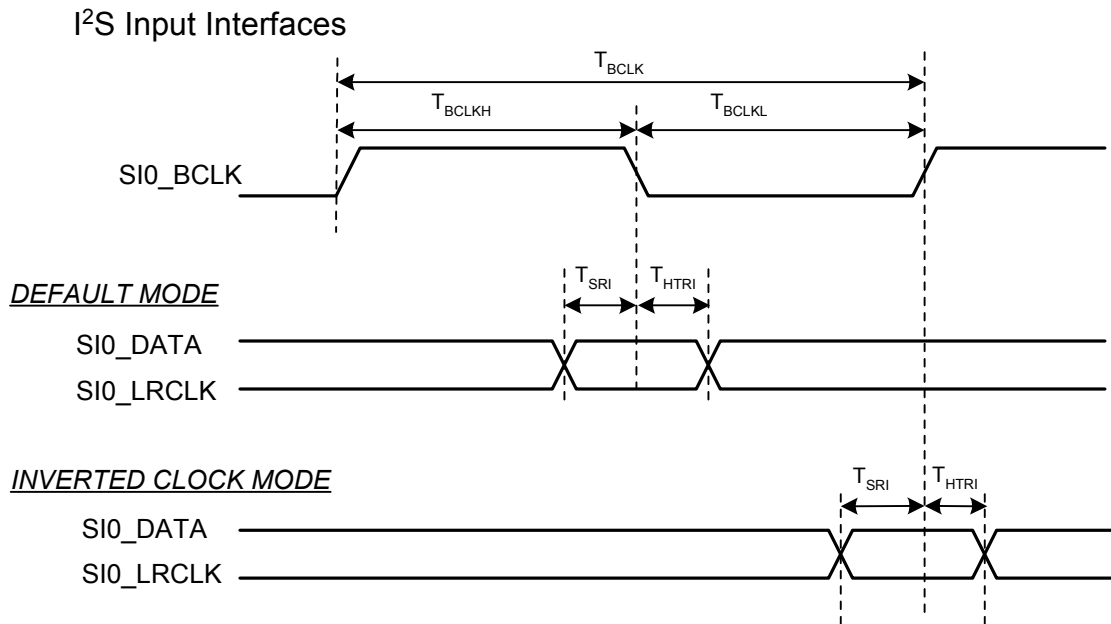 I²S Input Interfaces
T_BCLK
T_BCLKH T_BCLKL
SI0_BCLK
T_SRI T_HTRI
DEFAULT MODE
SI0_DATA
SI0_LRCLK
T_SRI T_HTRI
INVERTED CLOCK MODE
SI0_DATA
SI0_LRCLK